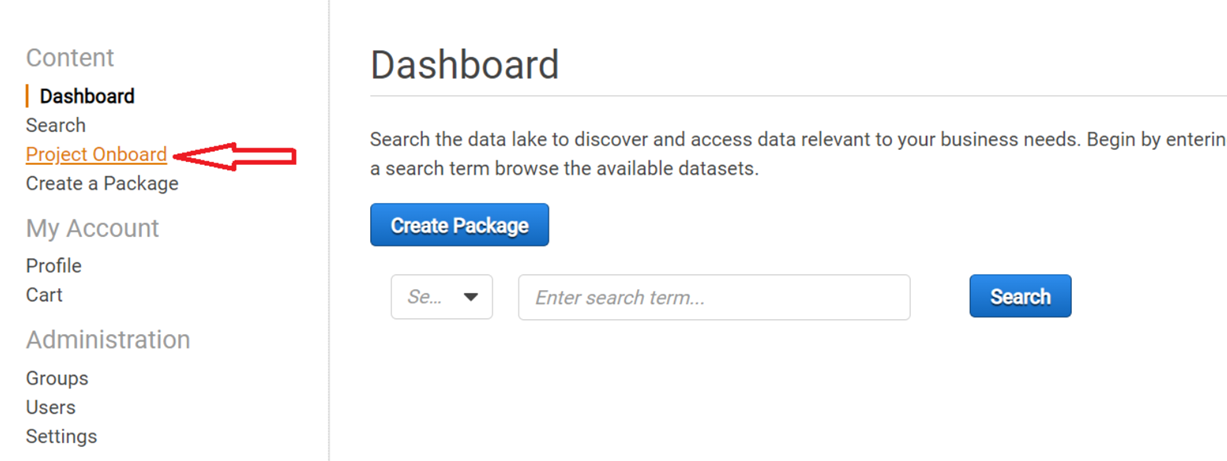 Content
Dashboard
Search
Project Onboard
Create a Package
My Account
Profile
Cart
Administration
Groups
Users
Settings
Dashboard
Search the data lake to discover and access data relevant to your business needs. Begin by enterin
a search term browse the available datasets.
Create Package
Se...
Enter search term...
Search